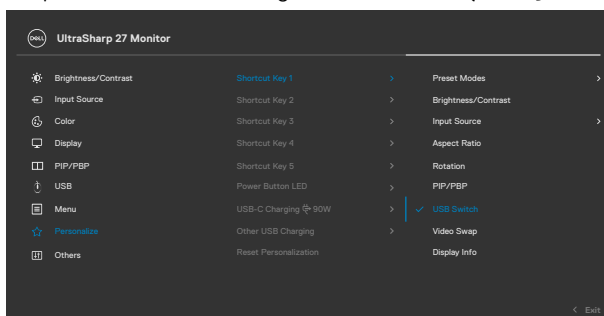 DELL UltraSharp 27 Monitor
Brightness/Contrast Shortcut Key 1 > Preset Modes >
Input Source Shortcut Key 2 > Brightness/Contrast
Color Shortcut Key 3 > Input Source >
Display Shortcut Key 4 > Aspect Ratio
PIP/PBP Shortcut Key 5 > Rotation
USB Power Button LED > PIP/PBP
Menu USB-C Charging 90W > ✓ USB Switch
Personalize Other USB Charging > Video Swap
Others Reset Personalization Display Info
< Exit